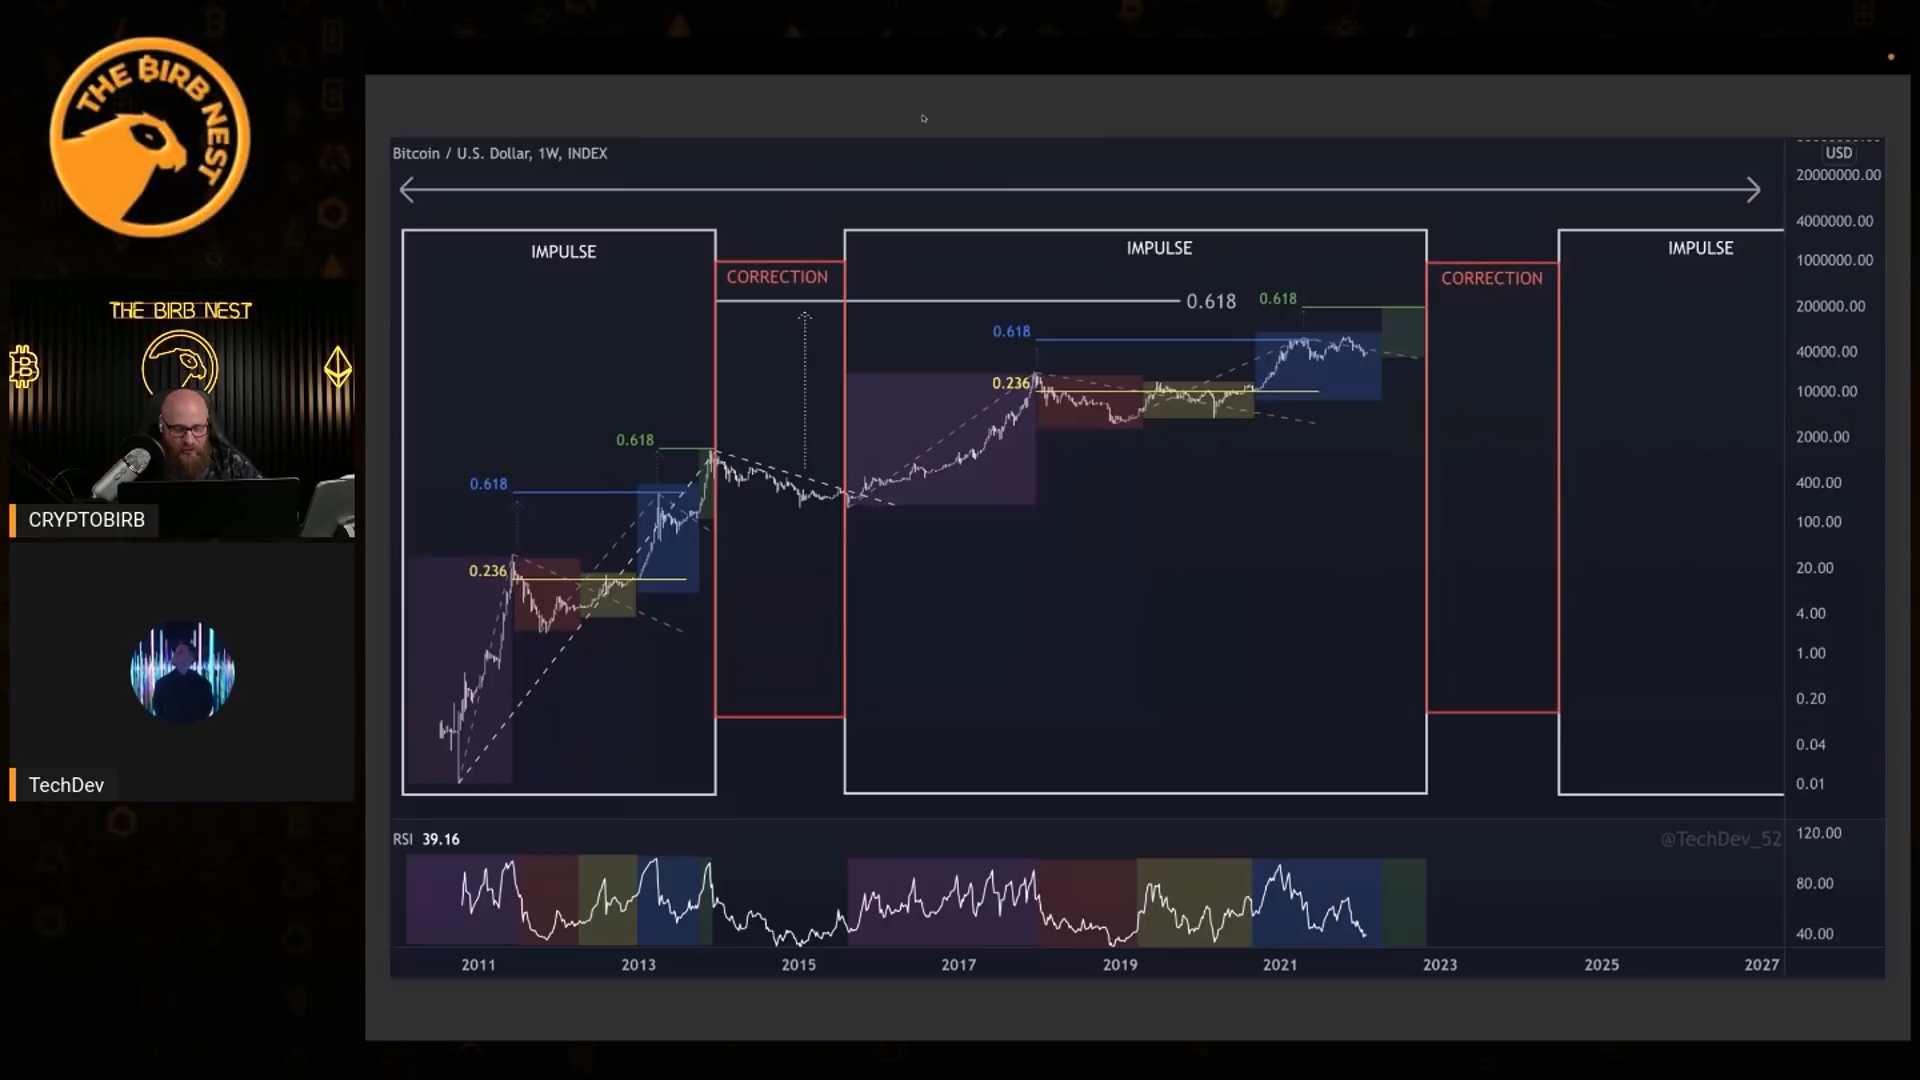 THE BIRB NEST
THE BIRB NEST
CRYPTOBIRB
TechDev
Bitcoin / U.S. Dollar, 1W, INDEX
USD
20000000.00
4000000.00
1000000.00
200000.00
40000.00
10000.00
2000.00
400.00
100.00
20.00
4.00
1.00
0.20
0.04
0.01
IMPULSE
CORRECTION
IMPULSE
CORRECTION
IMPULSE
0.618
0.618
0.618
0.236
0.618
0.618
0.236
RSI 39.16
@TechDev_52
120.00
80.00
40.00
2011 2013 2015 2017 2019 2021 2023 2025 2027